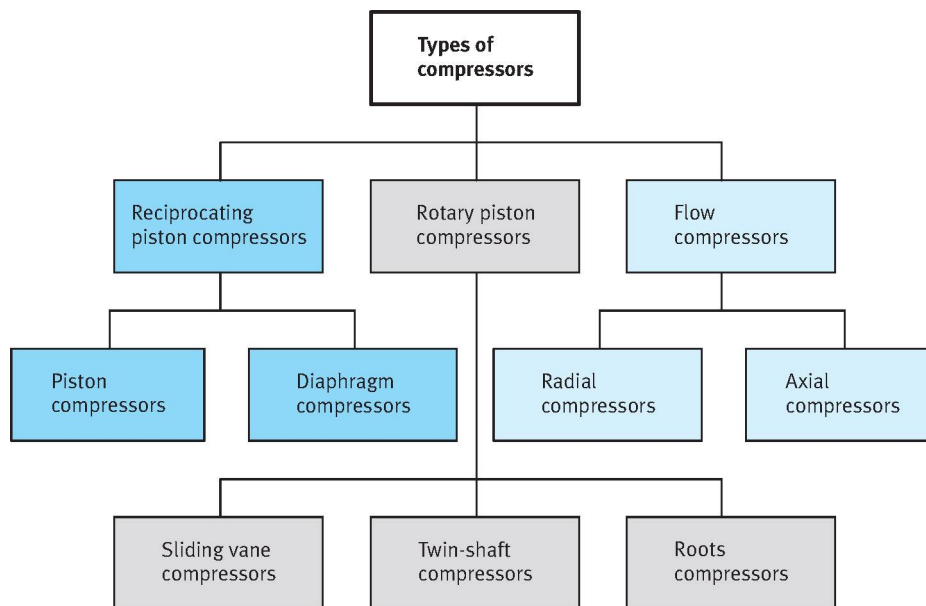 Types of
compressors
Reciprocating
piston compressors
Rotary piston
compressors
Flow
compressors
Piston
compressors
Diaphragm
compressors
Radial
compressors
Axial
compressors
Sliding vane
compressors
Twin-shaft
compressors
Roots
compressors